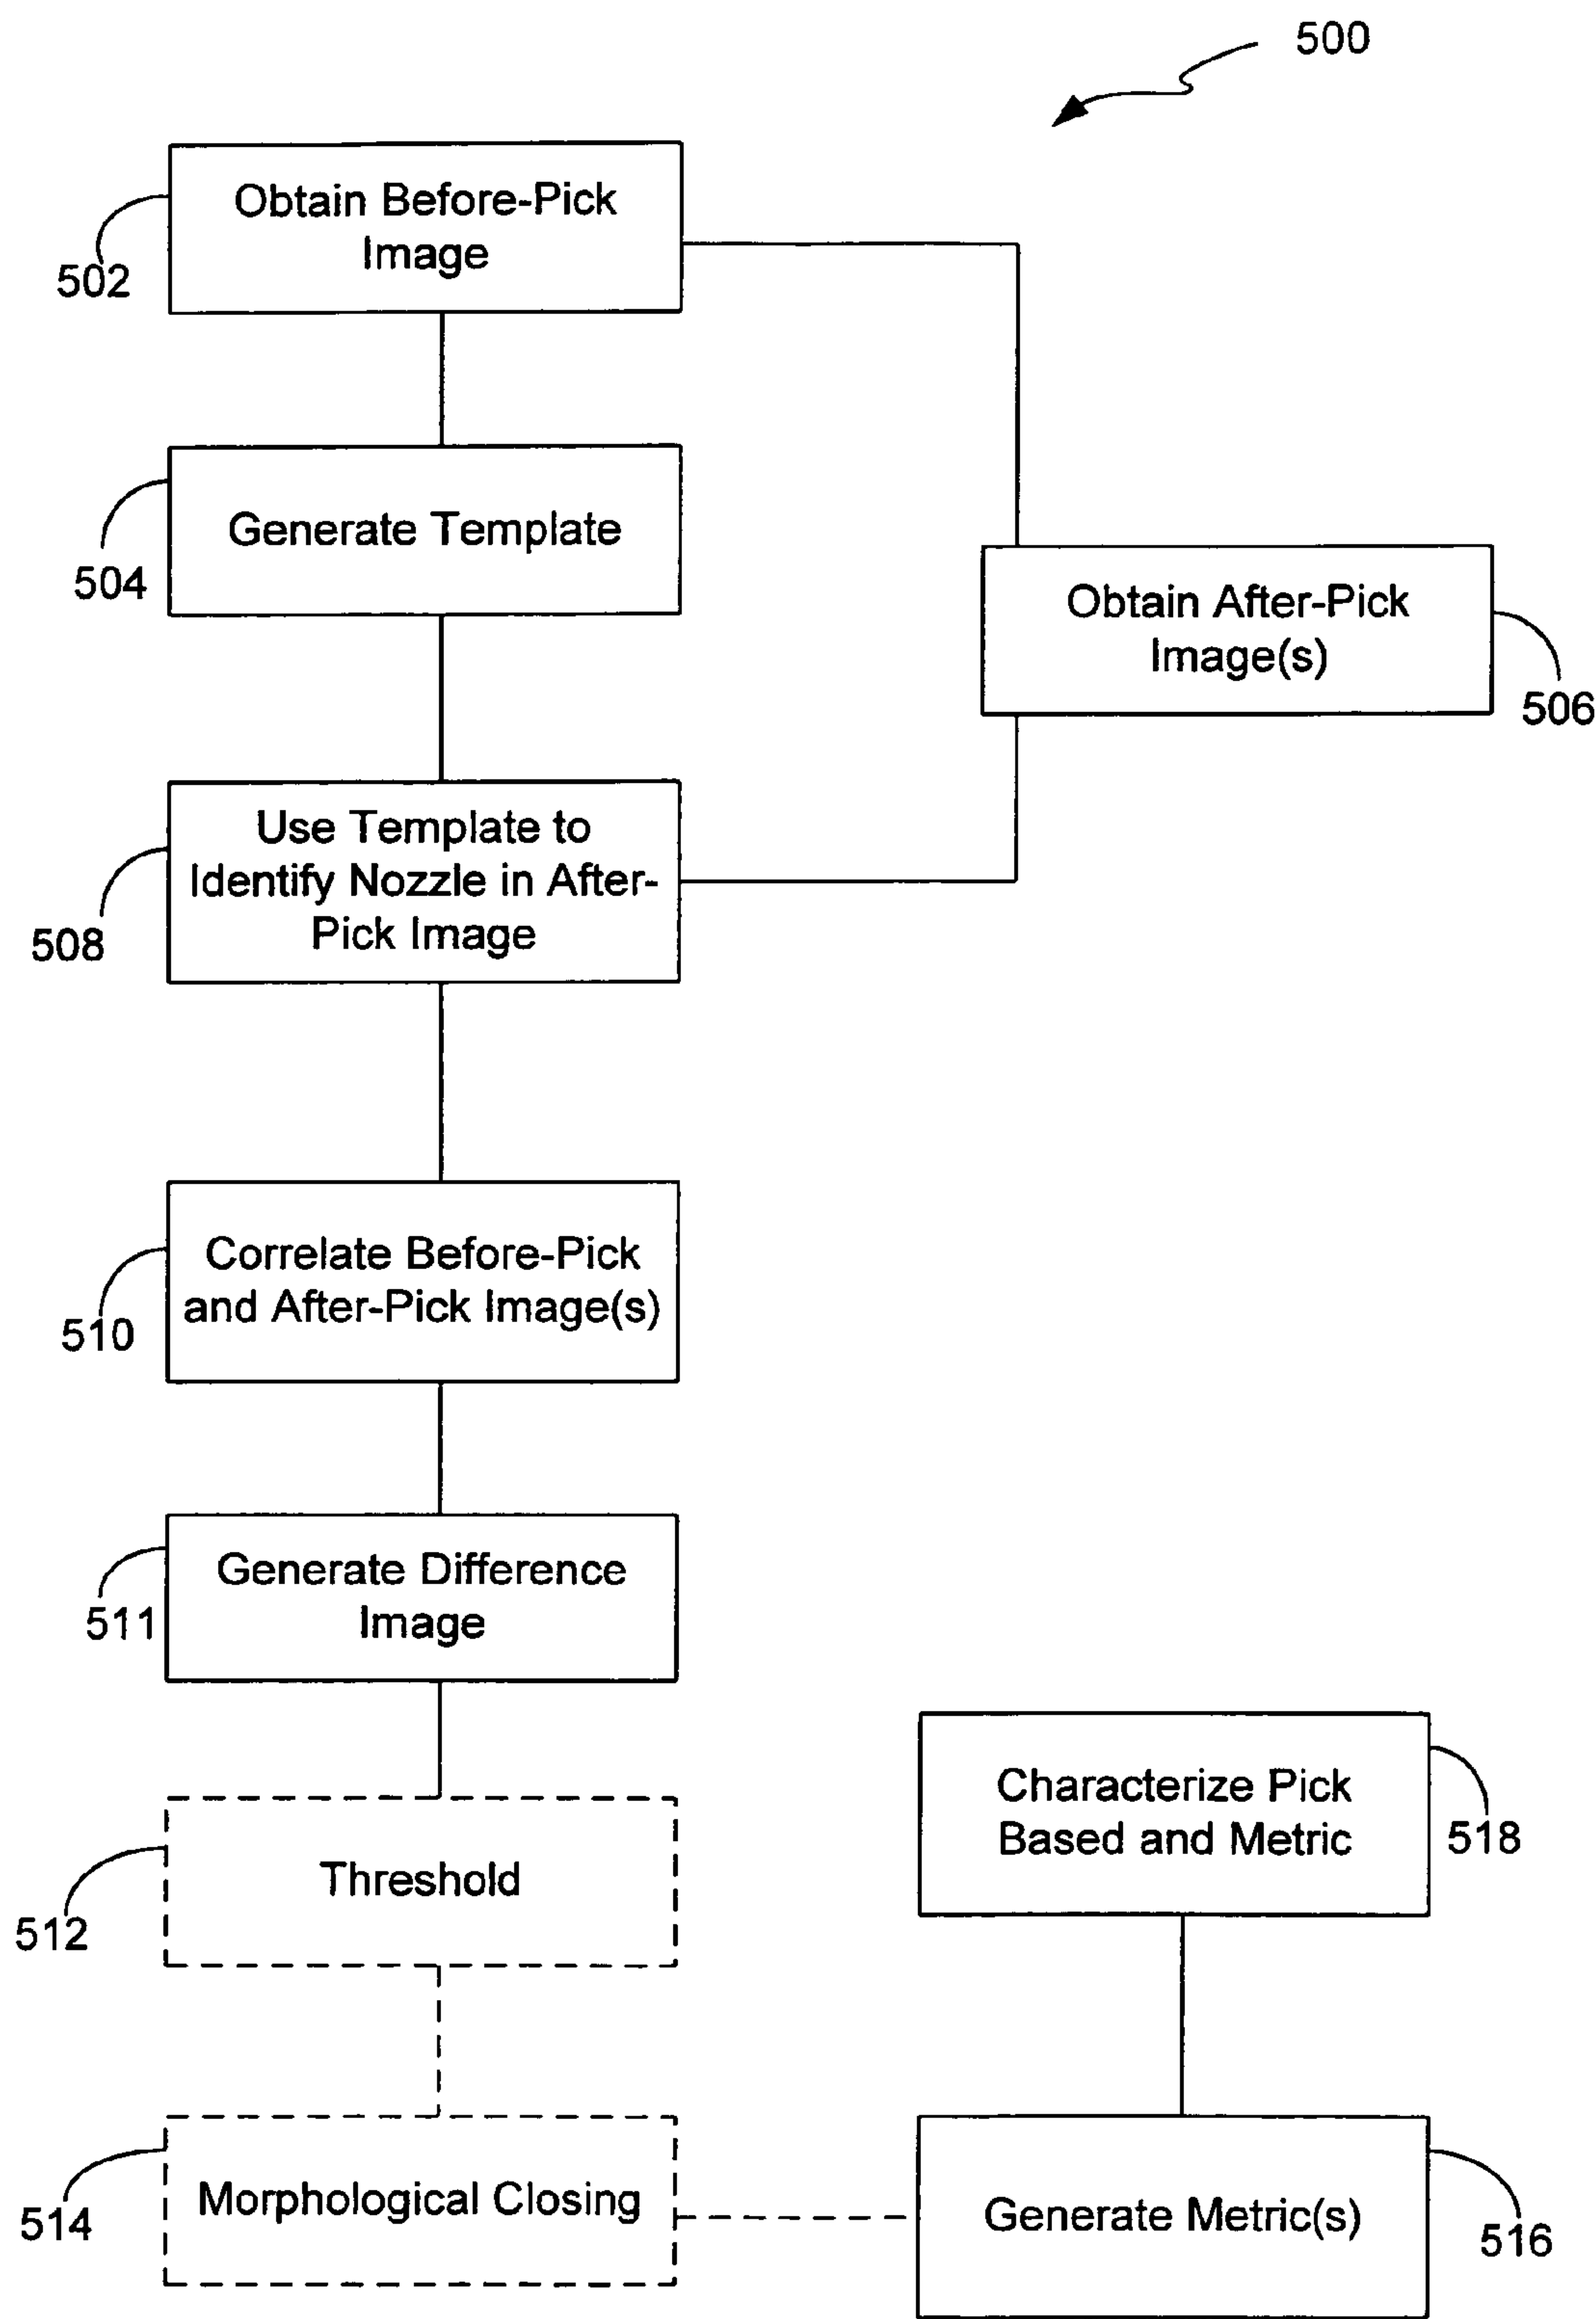 500
Obtain Before-Pick
Image
502
Generate Template
504
Obtain After-Pick
Image(s)
506
Use Template to
Identify Nozzle in After-
Pick Image
508
Correlate Before-Pick
and After-Pick Image(s)
510
Generate Difference
Image
511
Threshold
512
Characterize Pick
Based and Metric
518
Morphological Closing
514
Generate Metric(s)
516